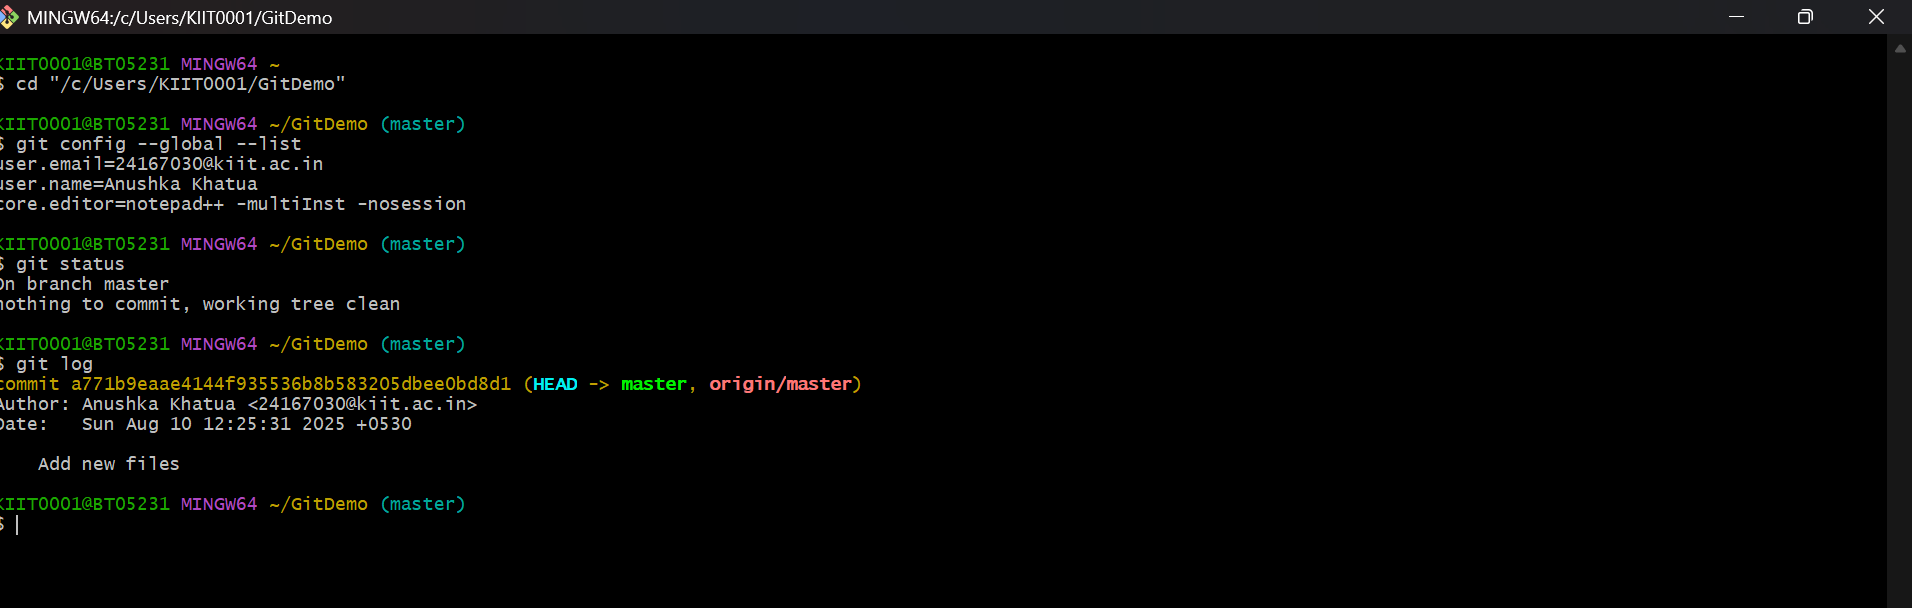 MINGW64:/c/Users/KIIT0001/GitDemo
KIIT0001@BT05231 MINGW64 ~
$ cd "/c/Users/KIIT0001/GitDemo"
KIIT0001@BT05231 MINGW64 ~/GitDemo (master)
$ git config --global --list
user.email=24167030@kiit.ac.in
user.name=Anushka Khatua
core.editor=notepad++ -multiInst -nosession
KIIT0001@BT05231 MINGW64 ~/GitDemo (master)
$ git status
On branch master
nothing to commit, working tree clean
KIIT0001@BT05231 MINGW64 ~/GitDemo (master)
$ git log
commit a771b9eaae4144f935536b8b583205dbee0bd8d1 (HEAD -> master, origin/master)
Author: Anushka Khatua <24167030@kiit.ac.in>
Date:   Sun Aug 10 12:25:31 2025 +0530
    Add new files
KIIT0001@BT05231 MINGW64 ~/GitDemo (master)
$